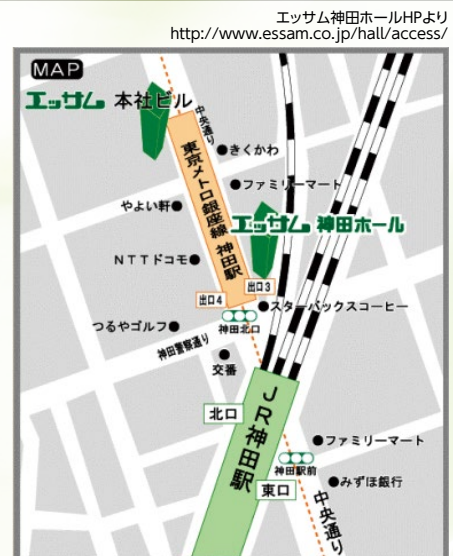 エッサム神田ホールHPより
http://www.essam.co.jp/hall/access/
MAP
エッサム 本社ビル
中央通り
きくかわ
東京メトロ銀座線 神田駅
ファミリーマート
やよい軒
エッサム 神田ホール
NTTドコモ
出口3
出口4
スターバックスコーヒー
神田北口
つるやゴルフ
神田警察通り
交番
JR神田駅
北口
ファミリーマート
神田駅前
みずほ銀行
東口
中央通り